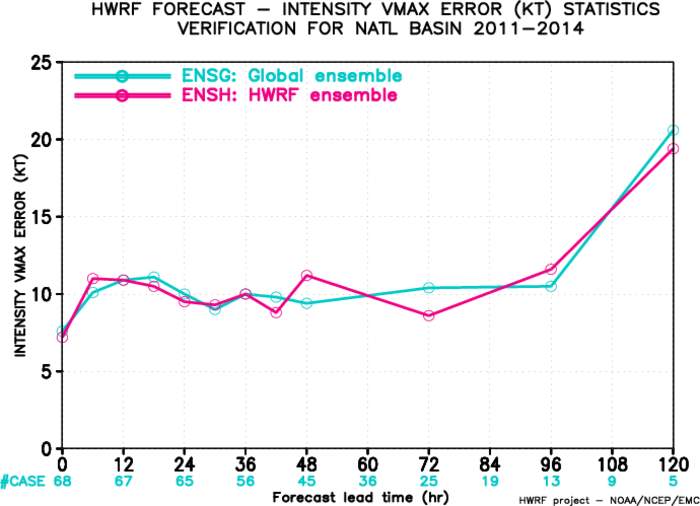 HWRF FORECAST – INTENSITY VMAX ERROR (KT) STATISTICS
VERIFICATION FOR NATL BASIN 2011–2014
25
ENSG: Global ensemble
ENSH: HWRF ensemble
20
15
10
5
0
INTENSITY VMAX ERROR (KT)
0 12 24 36 48 60 72 84 96 108 120
#CASE 68 67 65 56 45 36 25 19 13 9 5
Forecast lead time (hr)
HWRF project – NOAA/NCEP/EMC